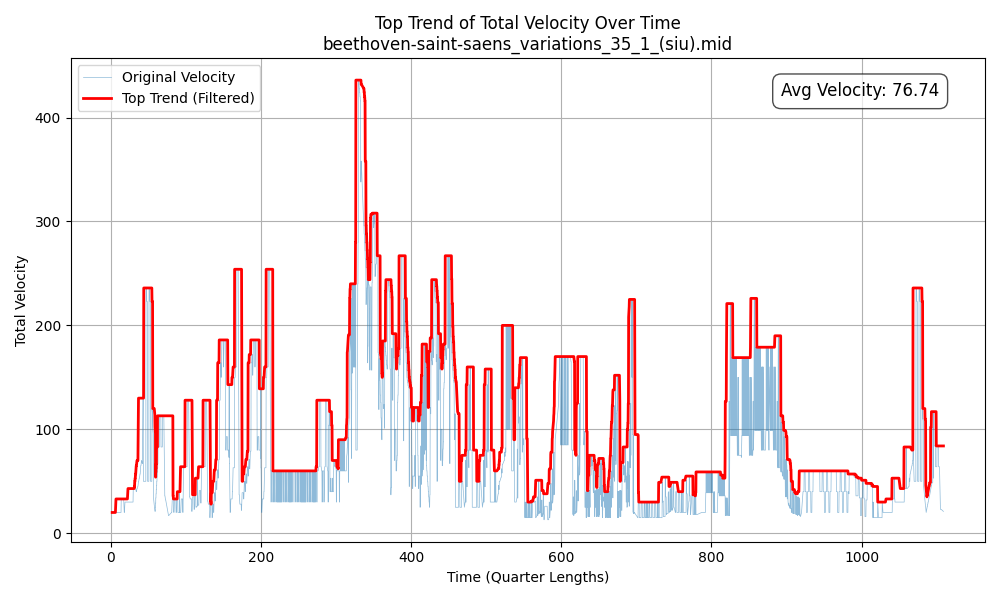 Top Trend of Total Velocity Over Time
beethoven-saint-saens_variations_35_1_(siu).mid
Original Velocity
Top Trend (Filtered)
Avg Velocity: 76.74
Total Velocity
400
300
200
100
0
0 200 400 600 800 1000
Time (Quarter Lengths)